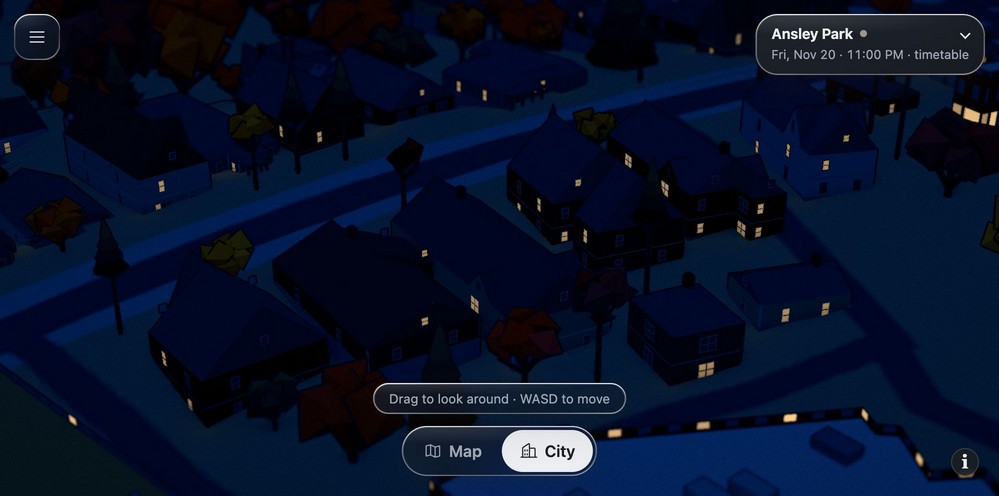 Ansley Park
Fri, Nov 20 · 11:00 PM · timetable
Drag to look around · WASD to move
Map
City
i